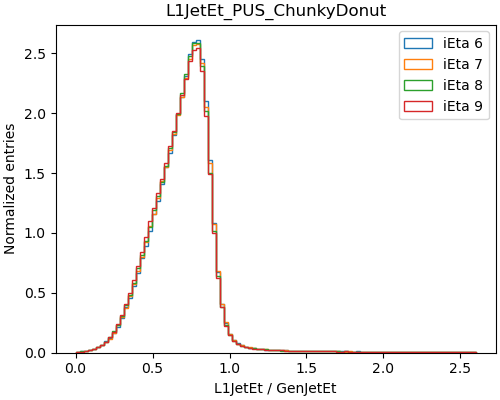 L1JetEt_PUS_ChunkyDonut
Normalized entries
2.5
2.0
1.5
1.0
0.5
0.0
iEta 6
iEta 7
iEta 8
iEta 9
0.0 0.5 1.0 1.5 2.0 2.5
L1JetEt / GenJetEt